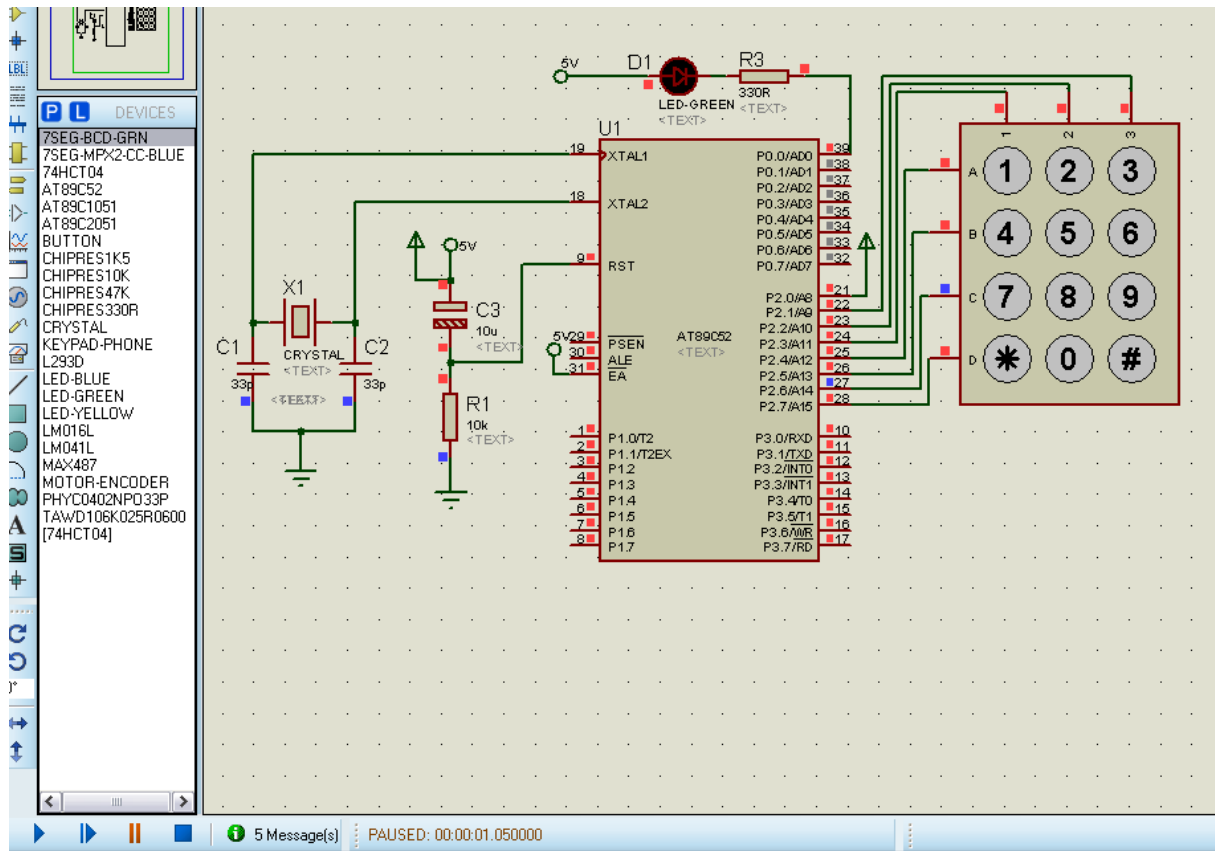 LBL
P L DEVICES
7SEG-BCD-GRN
7SEG-MPX2-CC-BLUE
74HCT04
AT89C52
AT89C1051
AT89C2051
BUTTON
CHIPRES1K5
CHIPRES10K
CHIPRES47K
CHIPRES330R
CRYSTAL
KEYPAD-PHONE
L293D
LED-BLUE
LED-GREEN
LED-YELLOW
LM016L
LM041L
MAX487
MOTOR-ENCODER
PHYC0402NPO33P
TAWD106K025R0600
[74HCT04]
A
S
5V
D1
LED-GREEN
<TEXT>
R3
330R
<TEXT>
U1
19 XTAL1
18 XTAL2
9 RST
29 PSEN
30 ALE
31 EA
1 P1.0/T2
2 P1.1/T2EX
3 P1.2
4 P1.3
5 P1.4
6 P1.5
7 P1.6
8 P1.7
AT89C52
<TEXT>
P0.0/AD0 39
P0.1/AD1 38
P0.2/AD2 37
P0.3/AD3 36
P0.4/AD4 35
P0.5/AD5 34
P0.6/AD6 33
P0.7/AD7 32
P2.0/A8 21
P2.1/A9 22
P2.2/A10 23
P2.3/A11 24
P2.4/A12 25
P2.5/A13 26
P2.6/A14 27
P2.7/A15 28
P3.0/RXD 10
P3.1/TXD 11
P3.2/INT0 12
P3.3/INT1 13
P3.4/T0 14
P3.5/T1 15
P3.6/WR 16
P3.7/RD 17
5V
5V
X1
CRYSTAL
<TEXT>
C1
33p
C2
33p
C3
10u
<TEXT>
R1
10k
<TEXT>
1 2 3
A 1 2 3
B 4 5 6
C 7 8 9
D * 0 #
5 Message(s)
PAUSED: 00:00:01.050000